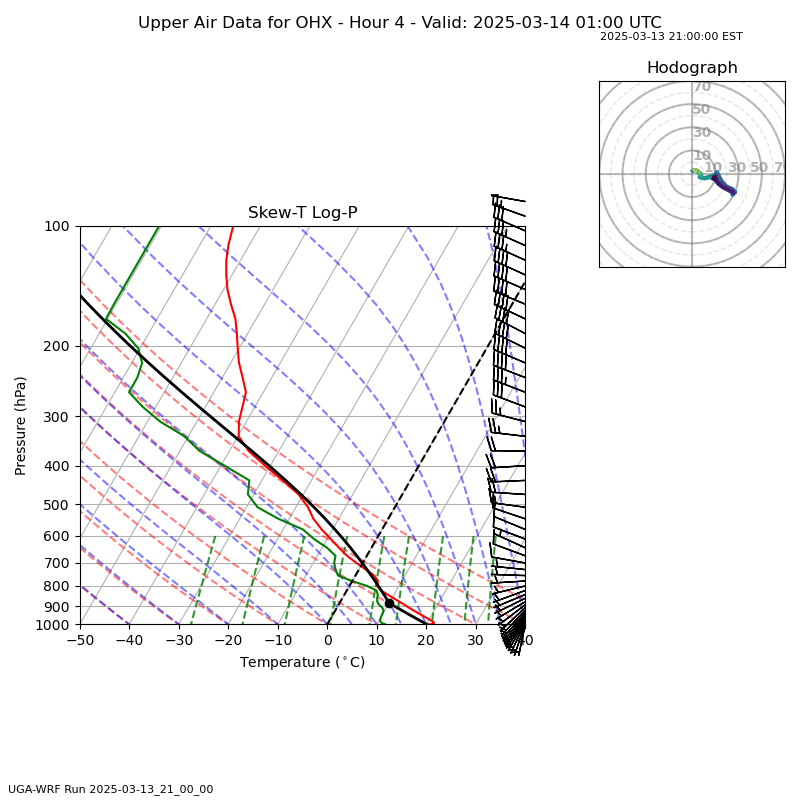 Upper Air Data for OHX - Hour 4 - Valid: 2025-03-14 01:00 UTC
2025-03-13 21:00:00 EST
Hodograph
70
50
30
10
10 30 50 70
Skew-T Log-P
100
200
300
400
500
600
700
800
900
1000
Pressure (hPa)
−50 −40 −30 −20 −10 0 10 20 30 40
Temperature (°C)
UGA-WRF Run 2025-03-13_21_00_00